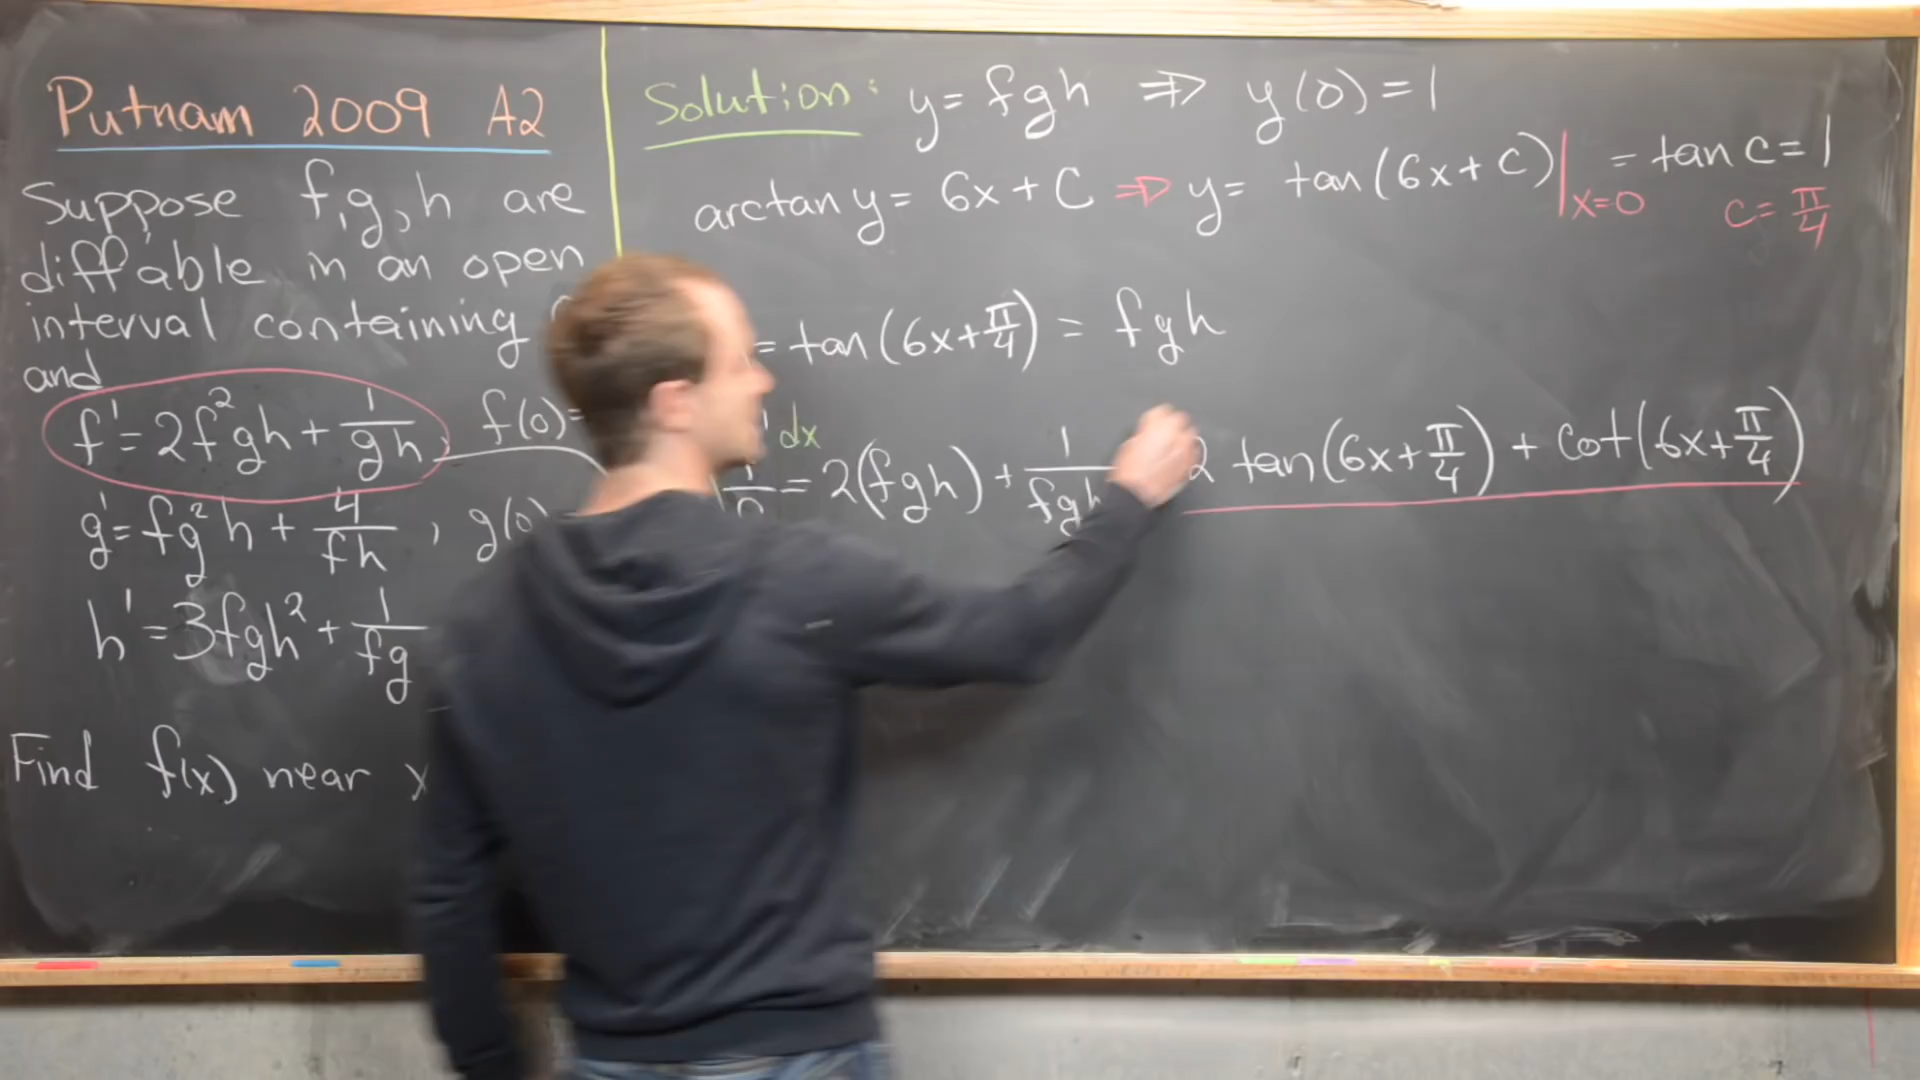 Putnam 2009 A2
Suppose f,g,h are
diff'able in an open
interval containing
and
f' = 2f²gh + 1/gh, f(0)=
g' = fg²h + 4/fh, g(0)
h' = 3fgh² + 1/fg
Find f(x) near x
Solution: y = fgh ⇒ y(0) = 1
arctan y = 6x + C ⇒ y = tan(6x + C)|x=0 = tan C = 1
C = π/4
= tan(6x+π/4) = fgh
dx
= 2(fgh) + 1/fgh 2 tan(6x+π/4) + cot(6x+π/4)